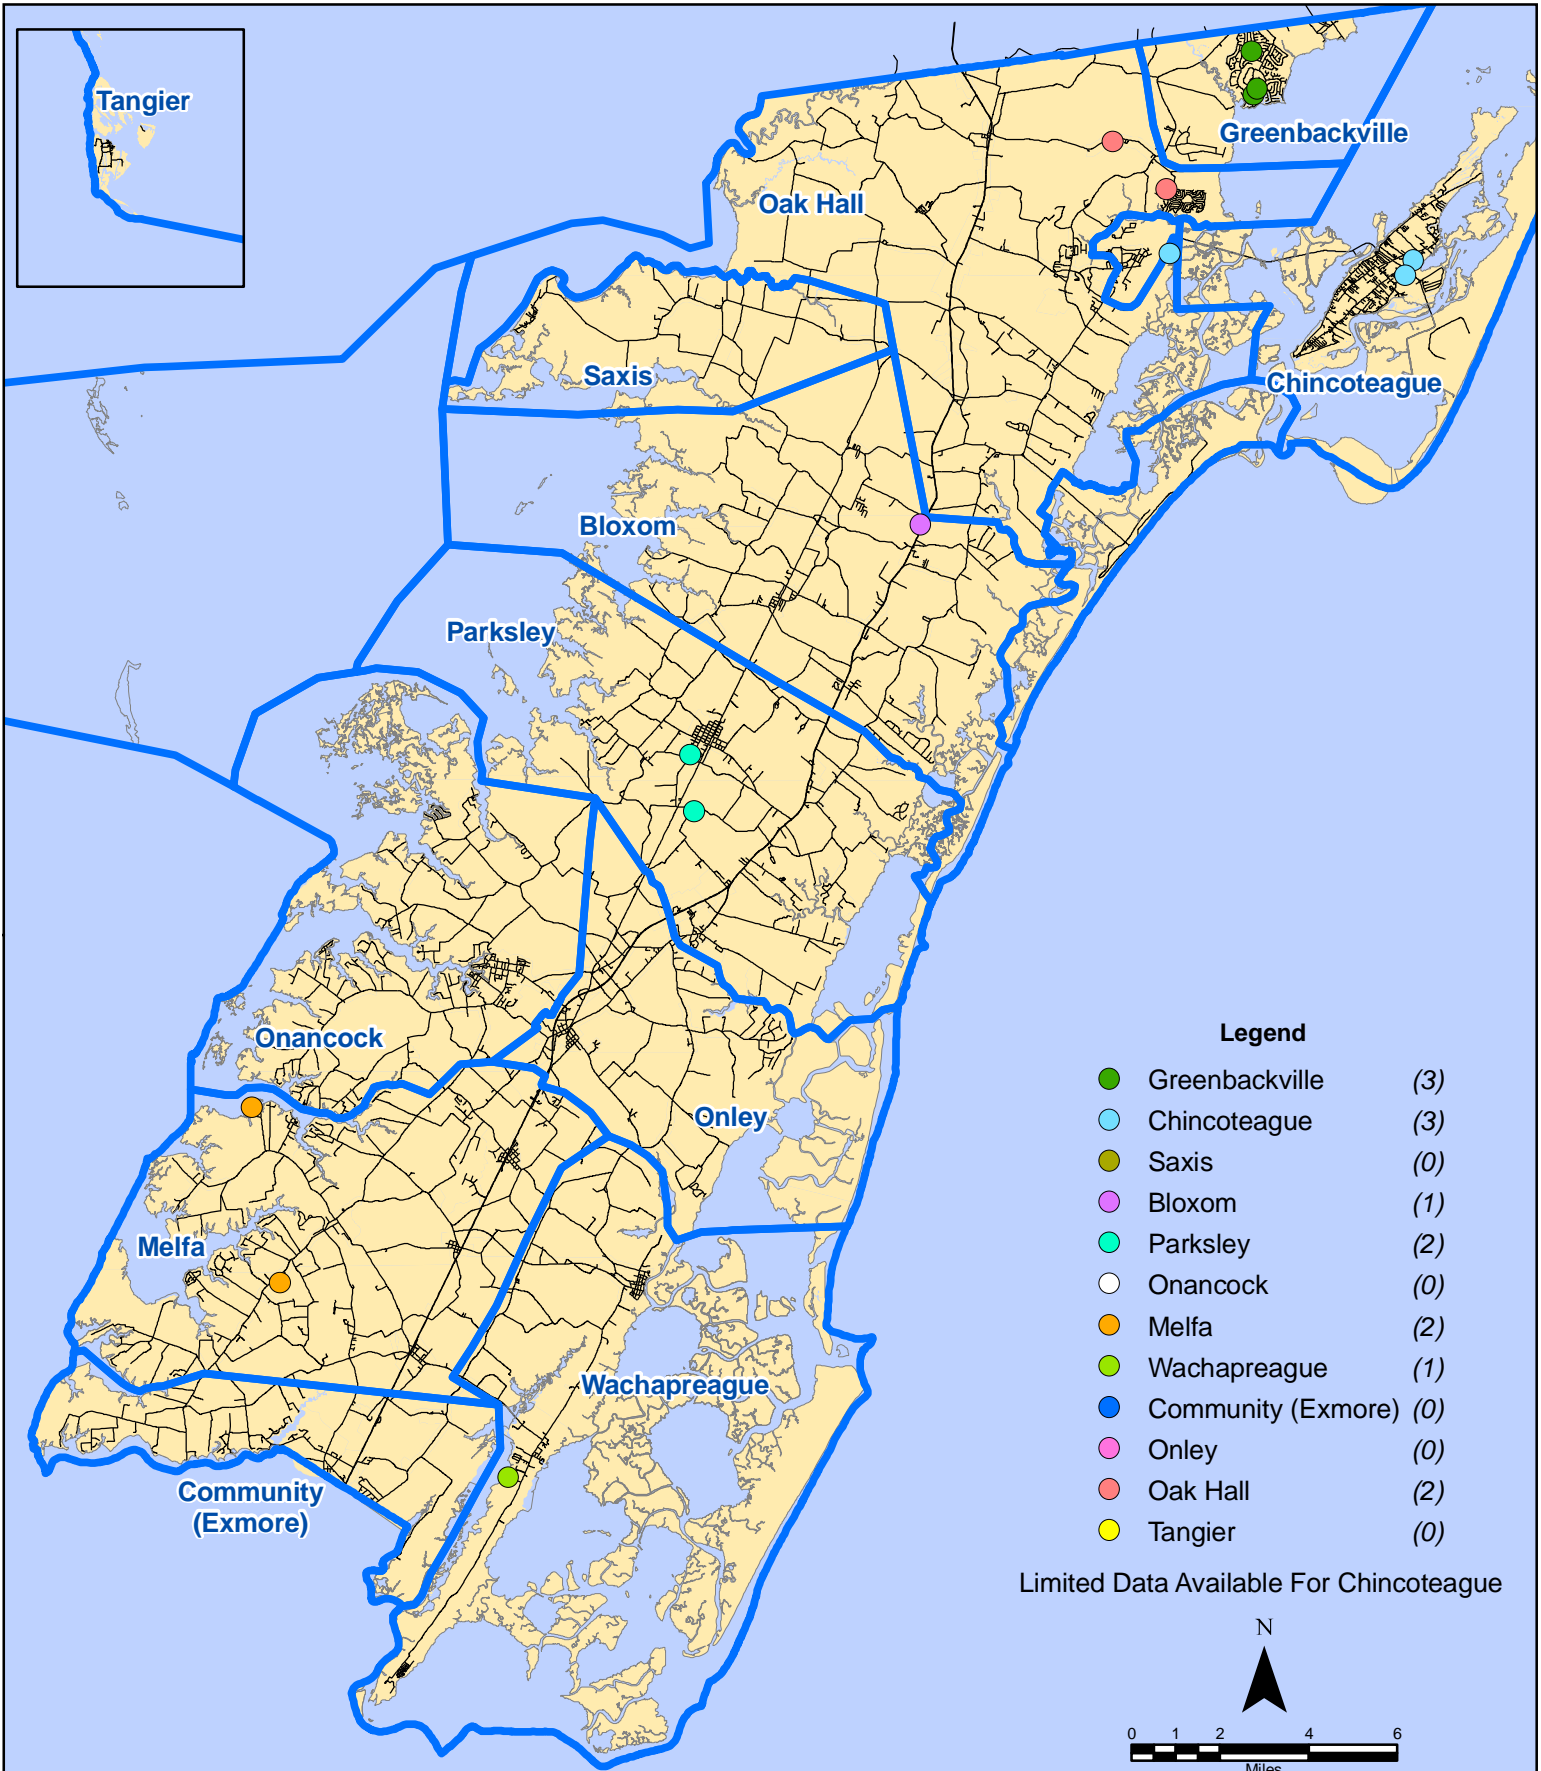 Tangier
Greenbackville
Oak Hall
Saxis
Chincoteague
Bloxom
Parksley
Onancock
Onley
Melfa
Wachapreague
Community
(Exmore)
Legend
Greenbackville (3)
Chincoteague (3)
Saxis (0)
Bloxom (1)
Parksley (2)
Onancock (0)
Melfa (2)
Wachapreague (1)
Community (Exmore) (0)
Onley (0)
Oak Hall (2)
Tangier (0)
Limited Data Available For Chincoteague
N
0 1 2 4 6
Miles